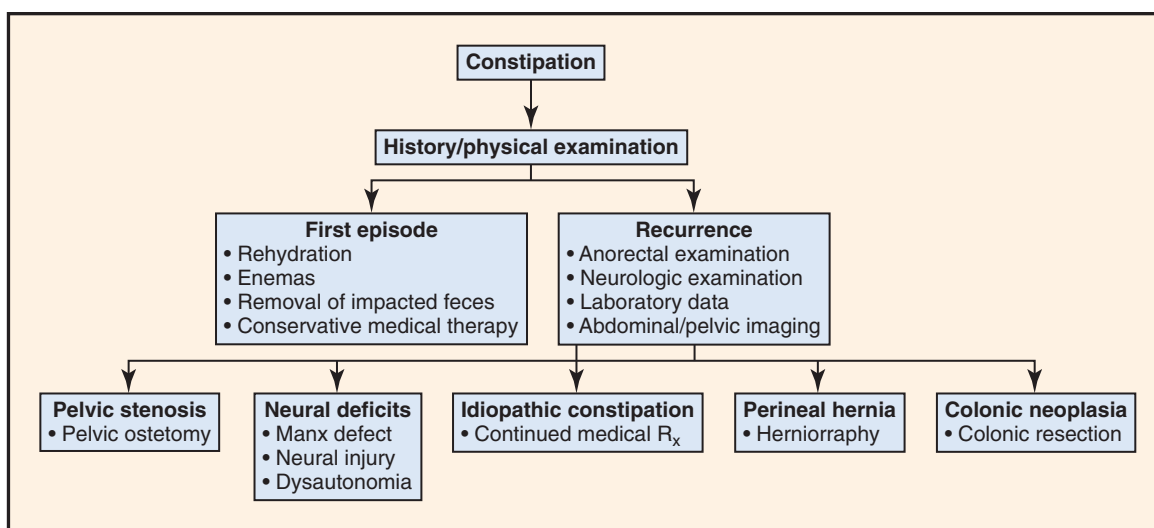 Constipation
History/physical examination
First episode
• Rehydration
• Enemas
• Removal of impacted feces
• Conservative medical therapy
Recurrence
• Anorectal examination
• Neurologic examination
• Laboratory data
• Abdominal/pelvic imaging
Pelvic stenosis
• Pelvic ostetomy
Neural deficits
• Manx defect
• Neural injury
• Dysautonomia
Idiopathic constipation
• Continued medical Rx
Perineal hernia
• Herniorraphy
Colonic neoplasia
• Colonic resection